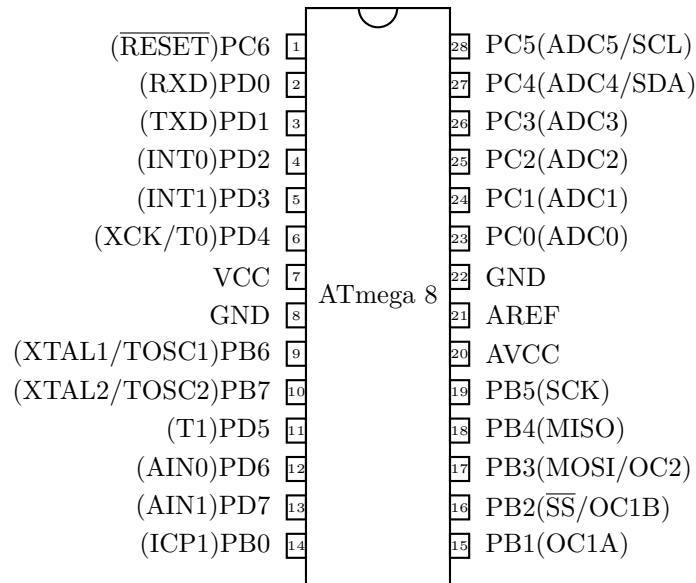 (RESET)PC6 1 28 PC5(ADC5/SCL)
(RXD)PD0 2 27 PC4(ADC4/SDA)
(TXD)PD1 3 26 PC3(ADC3)
(INT0)PD2 4 25 PC2(ADC2)
(INT1)PD3 5 24 PC1(ADC1)
(XCK/T0)PD4 6 23 PC0(ADC0)
VCC 7 22 GND
ATmega 8
GND 8 21 AREF
(XTAL1/TOSC1)PB6 9 20 AVCC
(XTAL2/TOSC2)PB7 10 19 PB5(SCK)
(T1)PD5 11 18 PB4(MISO)
(AIN0)PD6 12 17 PB3(MOSI/OC2)
(AIN1)PD7 13 16 PB2(SS/OC1B)
(ICP1)PB0 14 15 PB1(OC1A)